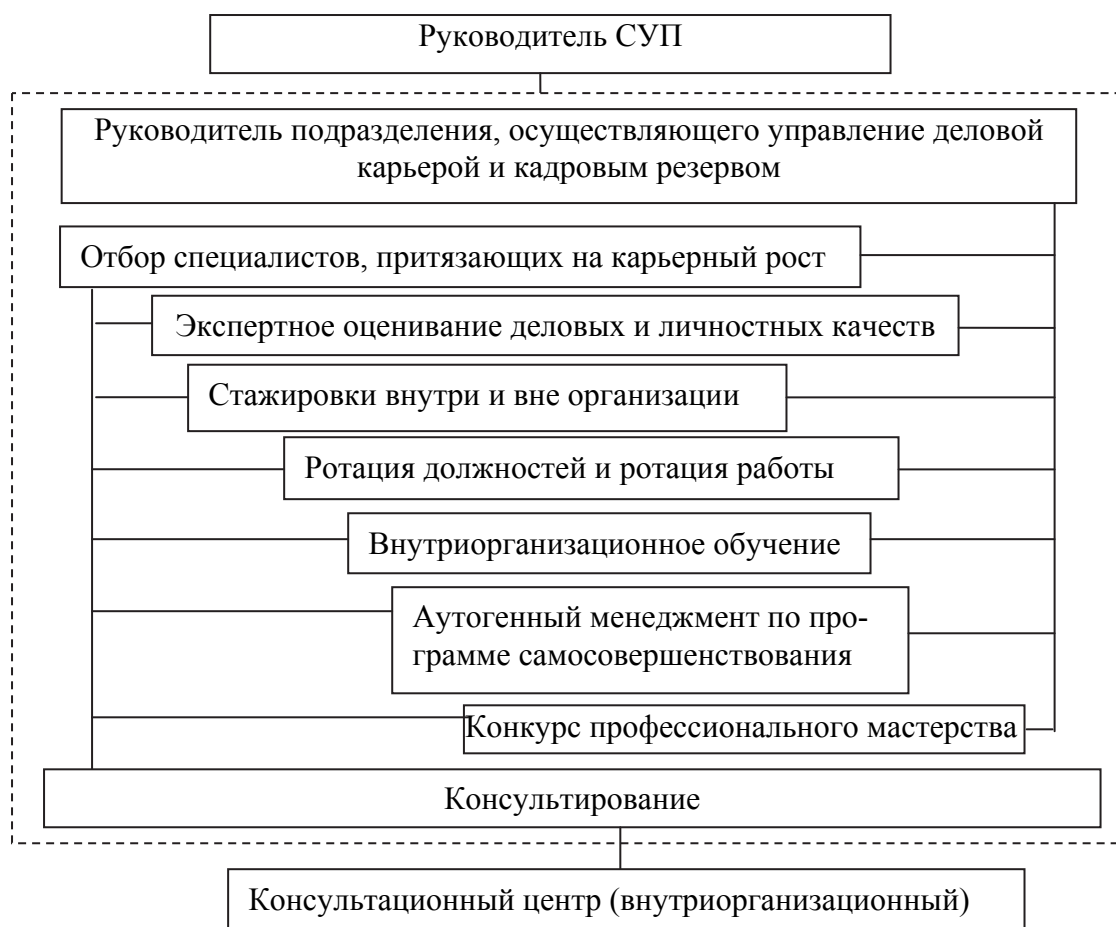 Руководитель СУП
Руководитель подразделения, осуществляющего управление деловой
карьерой и кадровым резервом
Отбор специалистов, притязающих на карьерный рост
Экспертное оценивание деловых и личностных качеств
Стажировки внутри и вне организации
Ротация должностей и ротация работы
Внутриорганизационное обучение
Аутогенный менеджмент по про-
грамме самосовершенствования
Конкурс профессионального мастерства
Консультирование
Консультационный центр (внутриорганизационный)